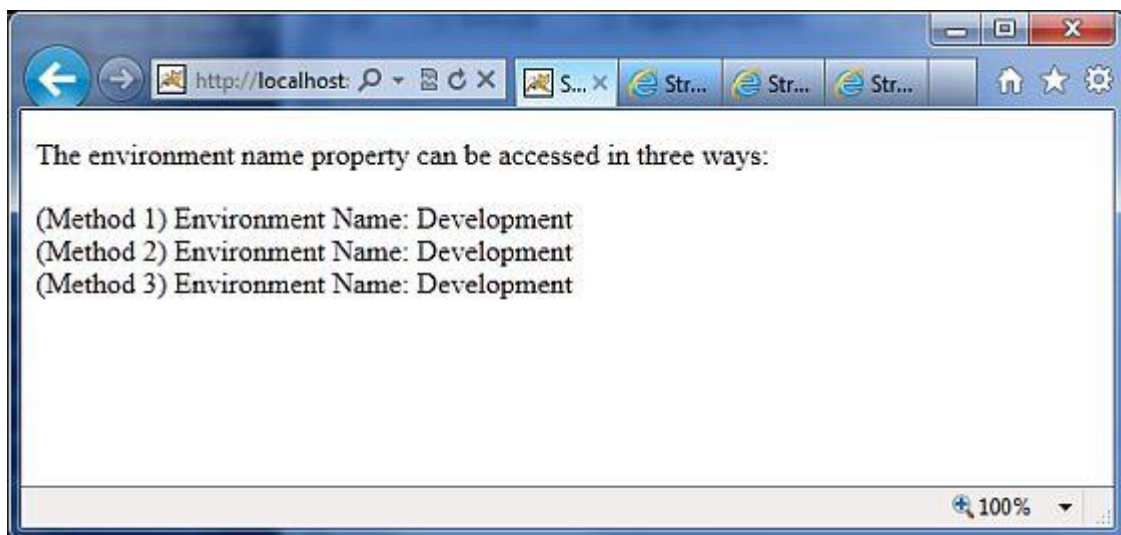 http://localhost:
S...
Str...
Str...
Str...
The environment name property can be accessed in three ways:
(Method 1) Environment Name: Development
(Method 2) Environment Name: Development
(Method 3) Environment Name: Development
100%